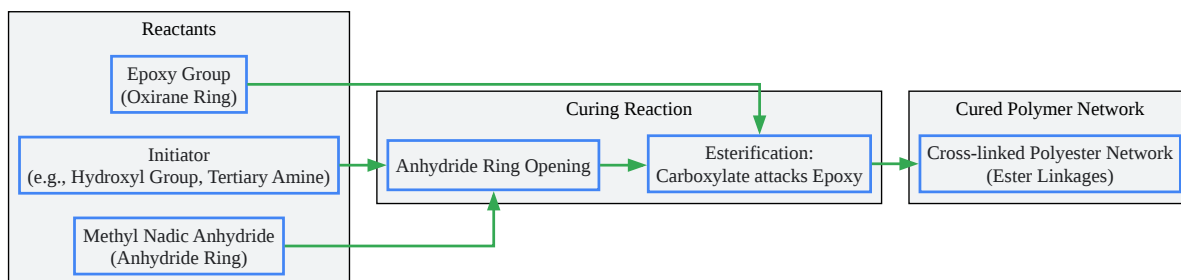 Reactants
Epoxy Group
(Oxirane Ring)
Initiator
(e.g., Hydroxyl Group, Tertiary Amine)
Methyl Nadic Anhydride
(Anhydride Ring)
Curing Reaction
Anhydride Ring Opening
Esterification:
Carboxylate attacks Epoxy
Cured Polymer Network
Cross-linked Polyester Network
(Ester Linkages)